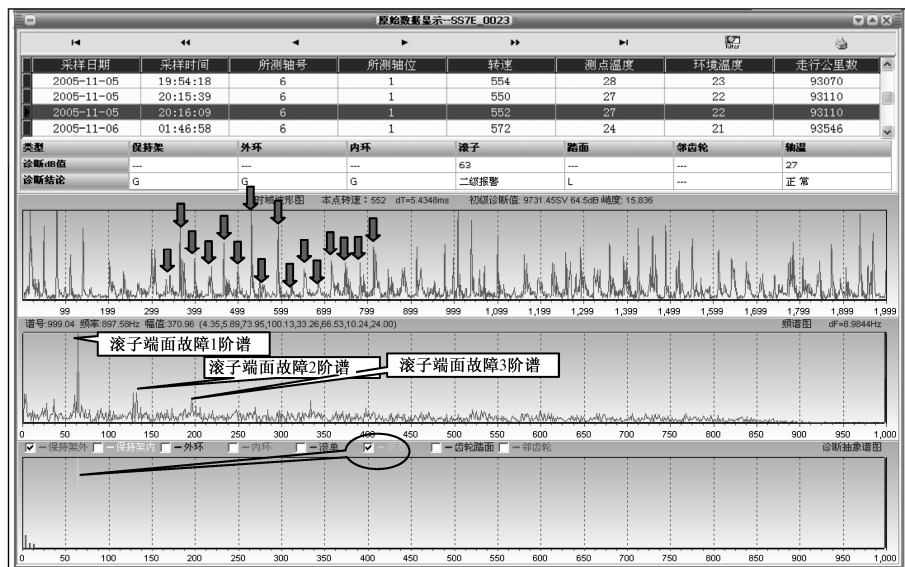 原始数据显示--SS7E_0023
filter
采样日期 采样时间 所测轴号 所测轴位 转速 测点温度 环境温度 走行公里数
2005-11-05 19:54:18 6 1 554 28 23 93070
2005-11-05 20:15:39 6 1 550 27 22 93110
2005-11-05 20:16:09 6 1 552 27 22 93110
2005-11-06 01:46:58 6 1 572 24 21 93546
类型 保持架 外环 内环 滚子 踏面 邻齿轮 轴温
诊断dB值 --- --- --- 63 --- --- 27
诊断结论 G G G 二级报警 L --- 正常
时域波形图 本点转速：552 dT=5.4348ms 初级诊断值: 9731.45SV 64.5dB 峭度: 15.836
99 199 299 399 499 599 699 799 899 999 1,099 1,199 1,299 1,399 1,499 1,599 1,699 1,799 1,899 1,999
谱号:999.04 频率:897.58Hz 幅值:370.96 (4.35,5.89,73.95,100.13,33.26,66.53,10.24,24.00) 频谱图 dF=8.9844Hz
滚子端面故障1阶谱
滚子端面故障2阶谱 滚子端面故障3阶谱
0 50 100 150 200 250 300 350 400 450 500 550 600 650 700 750 800 850 900 1,000
保持架外 保持架内 外环 内环 滚单 齿轮踏面 邻齿轮 诊断抽象谱图
0 50 100 150 200 250 300 350 400 450 500 550 600 650 700 750 800 850 900 1,000